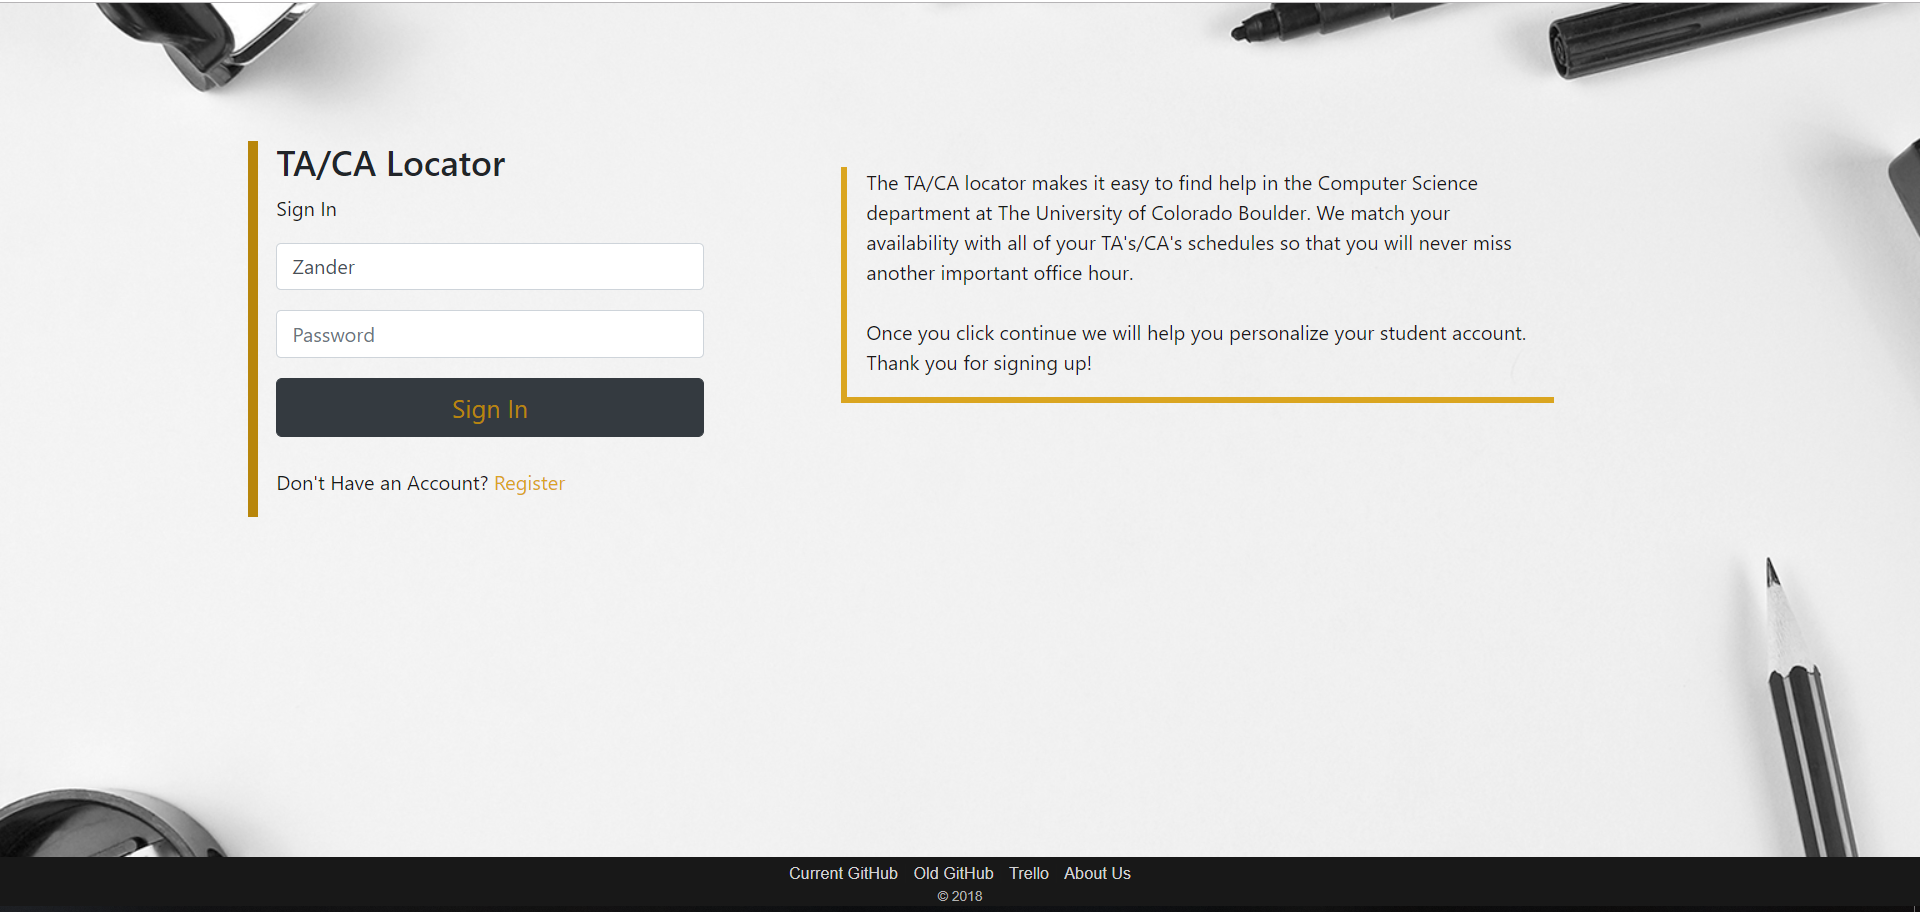 TA/CA Locator
Sign In
Zander
Password
Sign In
Don't Have an Account? Register
The TA/CA locator makes it easy to find help in the Computer Science
department at The University of Colorado Boulder. We match your
availability with all of your TA's/CA's schedules so that you will never miss
another important office hour.
Once you click continue we will help you personalize your student account.
Thank you for signing up!
Current GitHub Old GitHub Trello About Us
© 2018